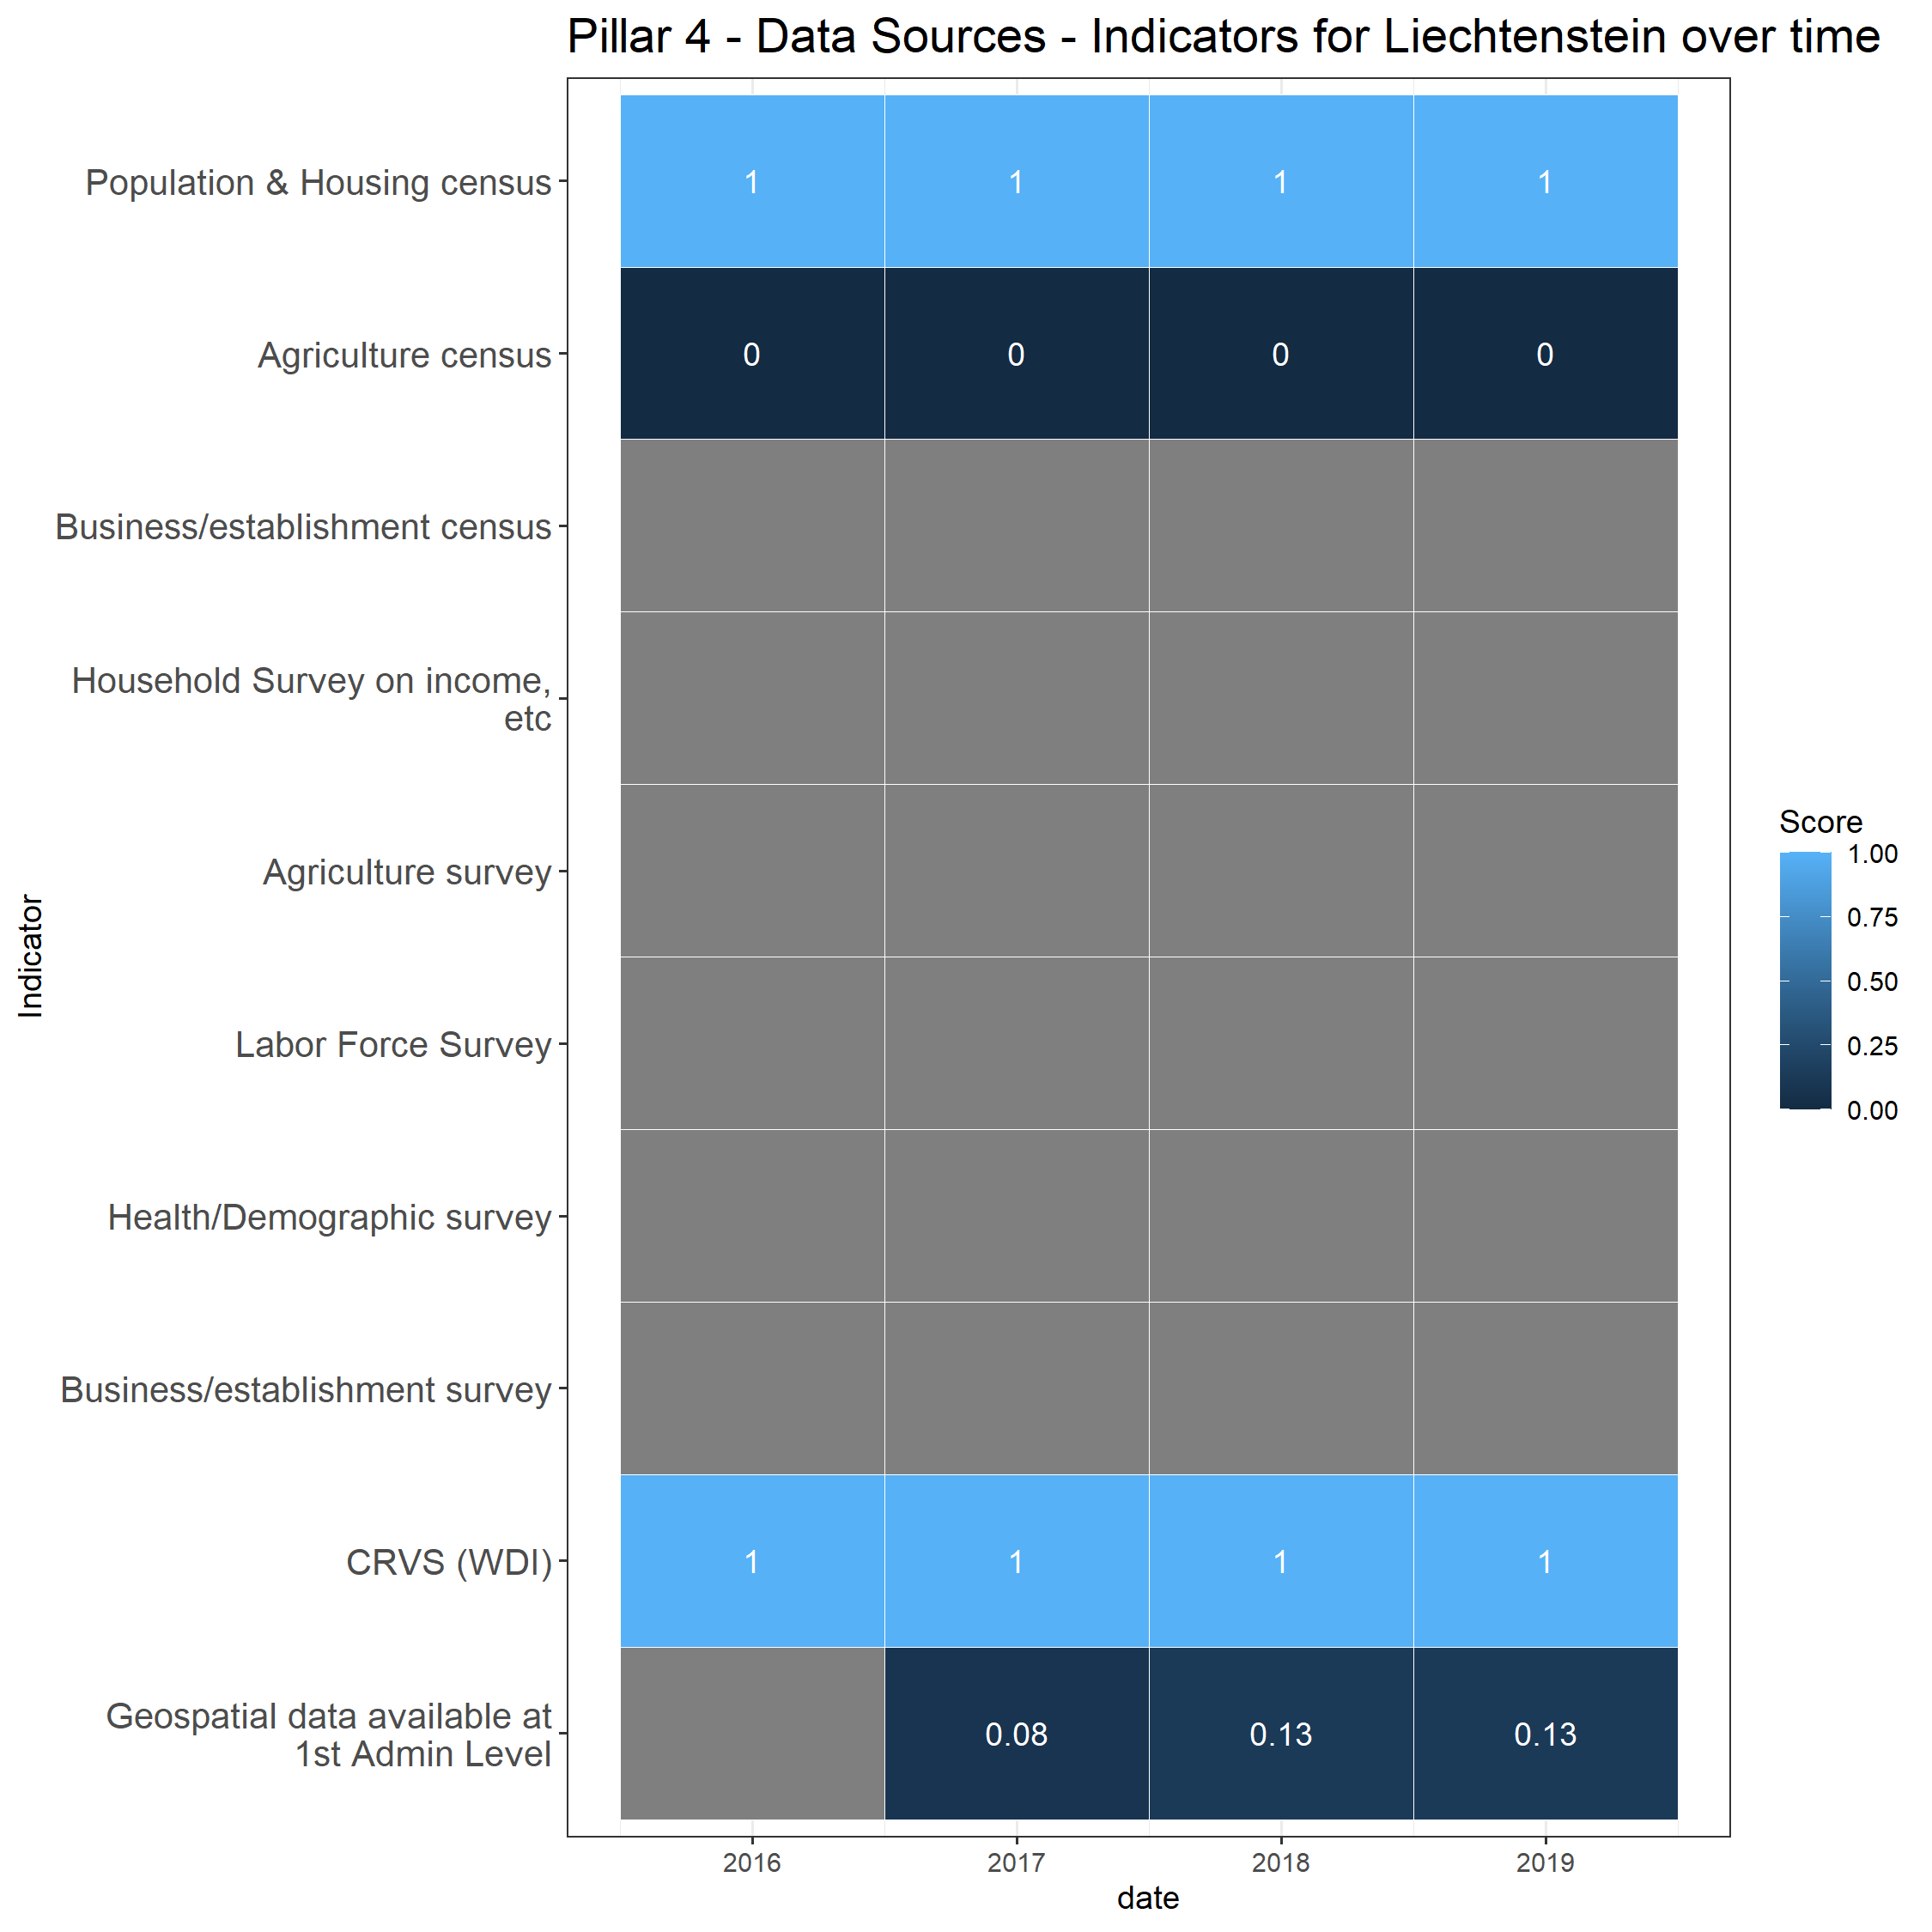 Pillar 4 - Data Sources - Indicators for Liechtenstein over time
Indicator
Population & Housing census
1 1 1 1
Agriculture census
0 0 0 0
Business/establishment census
Household Survey on income,
etc
Agriculture survey
Labor Force Survey
Health/Demographic survey
Business/establishment survey
CRVS (WDI)
1 1 1 1
Geospatial data available at
1st Admin Level
0.08 0.13 0.13
2016 2017 2018 2019
date
Score
1.00
0.75
0.50
0.25
0.00